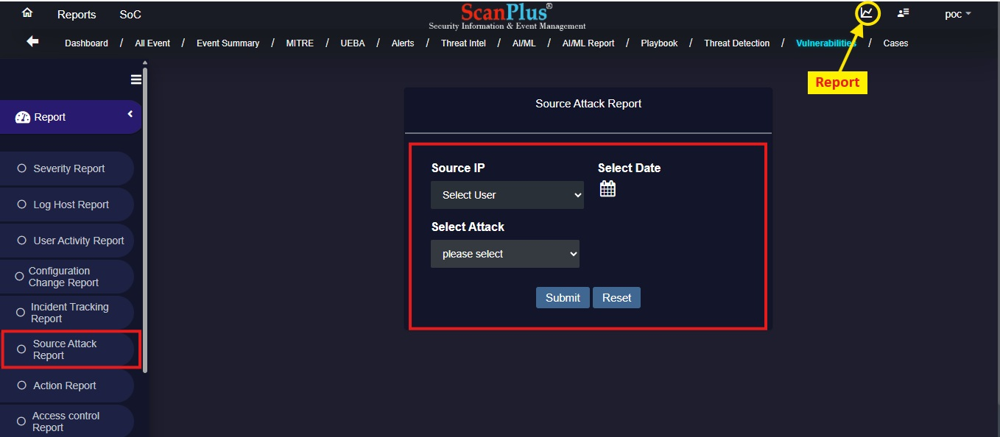 Reports SoC
ScanPlus®
Security Information & Event Management
poc
Dashboard / All Event / Event Summary / MITRE / UEBA / Alerts / Threat Intel / AI/ML / AI/ML Report / Playbook / Threat Detection / Vulnerabilities / Cases
Report
Report
Severity Report
Log Host Report
User Activity Report
Configuration
Change Report
Incident Tracking
Report
Source Attack
Report
Action Report
Access control
Report
Source Attack Report
Source IP
Select Date
Select User
Select Attack
please select
Submit Reset